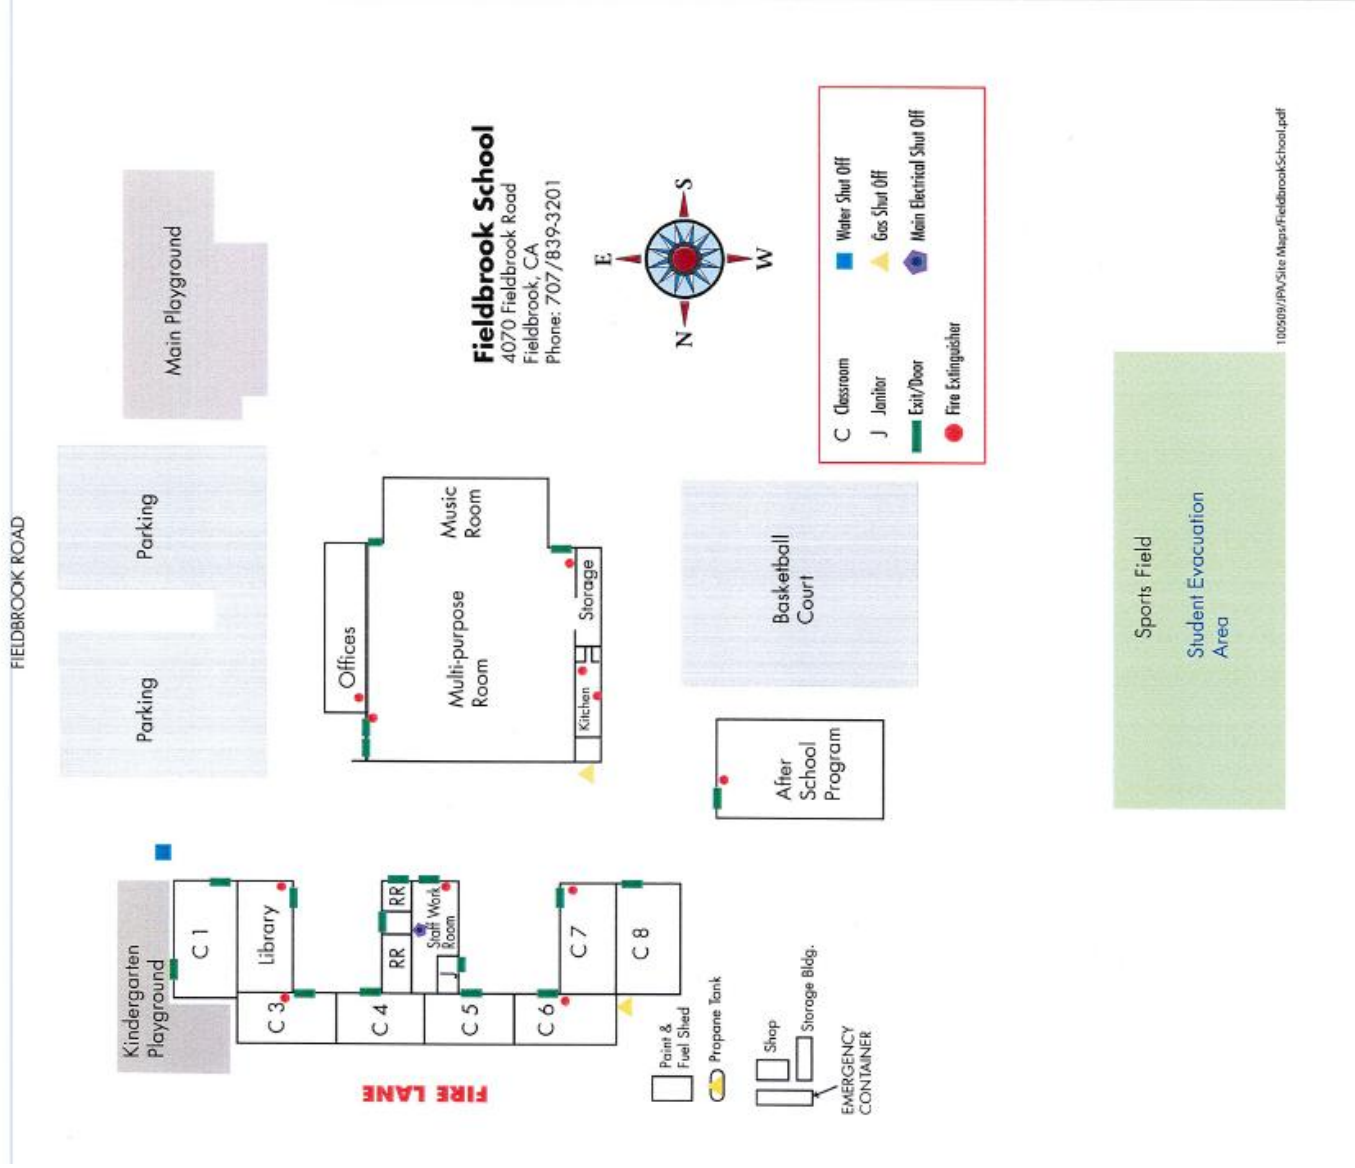 FIELDBROOK ROAD
Main Playground
Parking
Parking
Kindergarten
Playground
Fieldbrook School
4070 Fieldbrook Road
Fieldbrook, CA
Phone: 707/839-3201
N
E
S
W
C Classroom
J Janitor
Exit/Door
Fire Extinguisher
Water Shut Off
Gas Shut Off
Main Electrical Shut Off
Offices
Multi-purpose
Room
Music
Room
Kitchen
Storage
Basketball
Court
After
School
Program
C 1
Library
C 3
C 4
RR
RR
Staff Work
Room
J
C 5
C 6
C 7
C 8
FIRE LANE
Paint &
Fuel Shed
Propane Tank
Shop
Storage Bldg.
EMERGENCY
CONTAINER
Sports Field
Student Evacuation
Area
100509/JPA/Site Maps/FieldbrookSchool.pdf